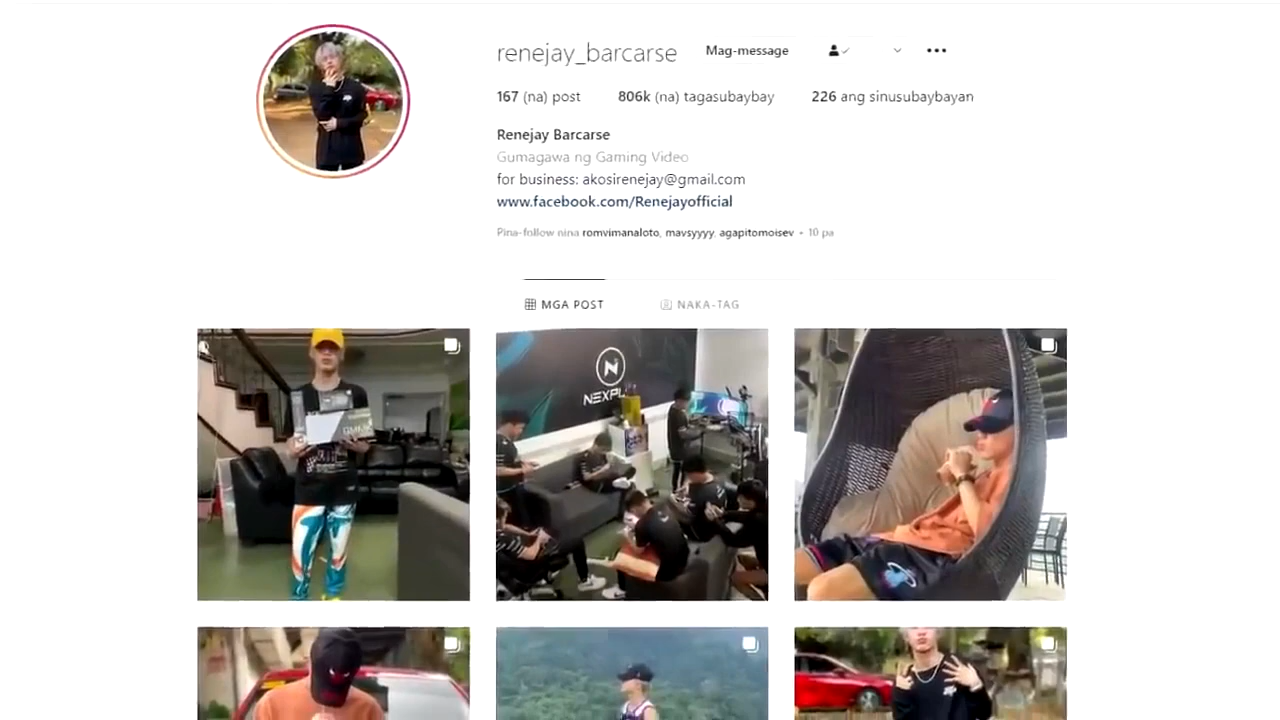 renejay_barcarse Mag-message
167 (na) post 806k (na) tagasubaybay 226 ang sinusubaybayan
Renejay Barcarse
Gumagawa ng Gaming Video
for business: akosirenejay@gmail.com
www.facebook.com/Renejayofficial
Pina-follow nina romvimanaloto, mavsyyyy, agapitomoisev • 10 pa
MGA POST NAKA-TAG
NEXPL